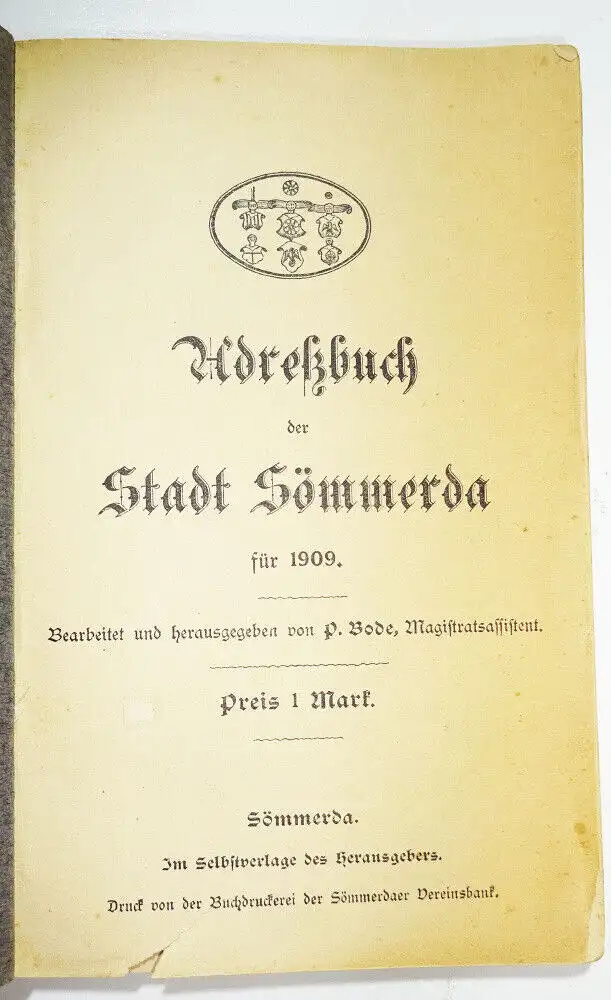 Adreßbuch
der
Stadt Sömmerda
für 1909.
Bearbeitet und herausgegeben von P. Bode, Magiſtratsaſſiſtent.
Preis 1 Mark.
Sömmerda.
Im Selbſtverlage des Herausgebers.
Druck von der Buchdruckerei der Sömmerdaer Vereinsbank.